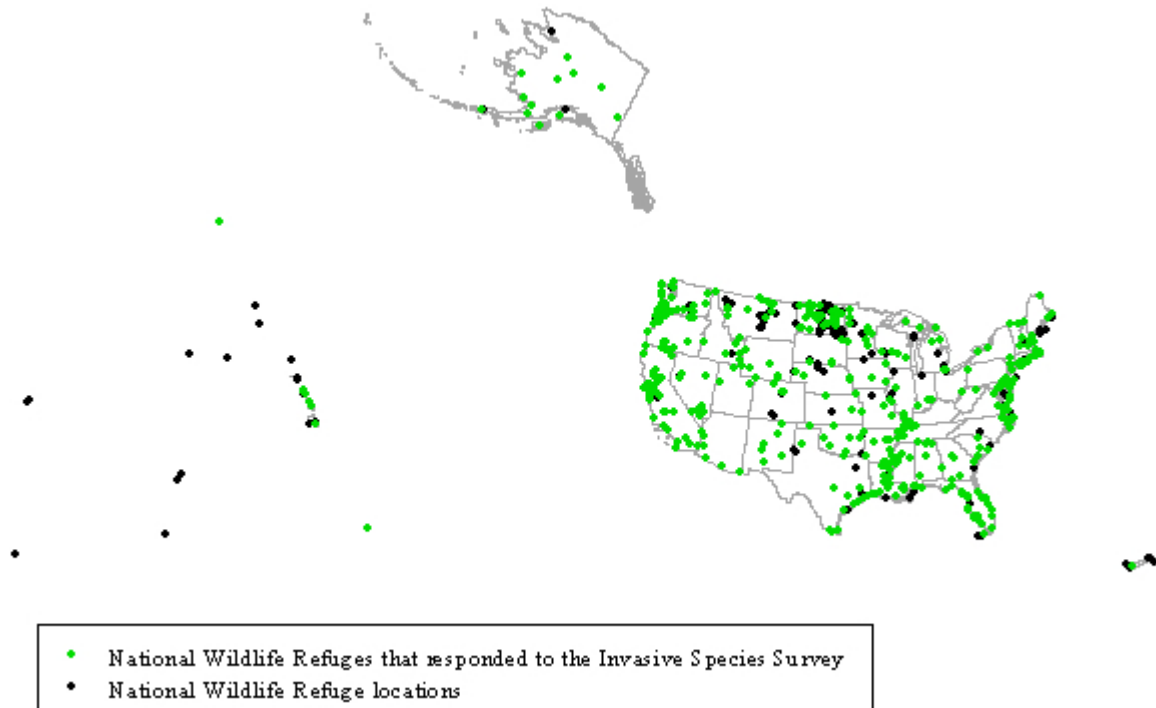 National Wildlife Refuges that responded to the Invasive Species Survey
National Wildlife Refuge locations